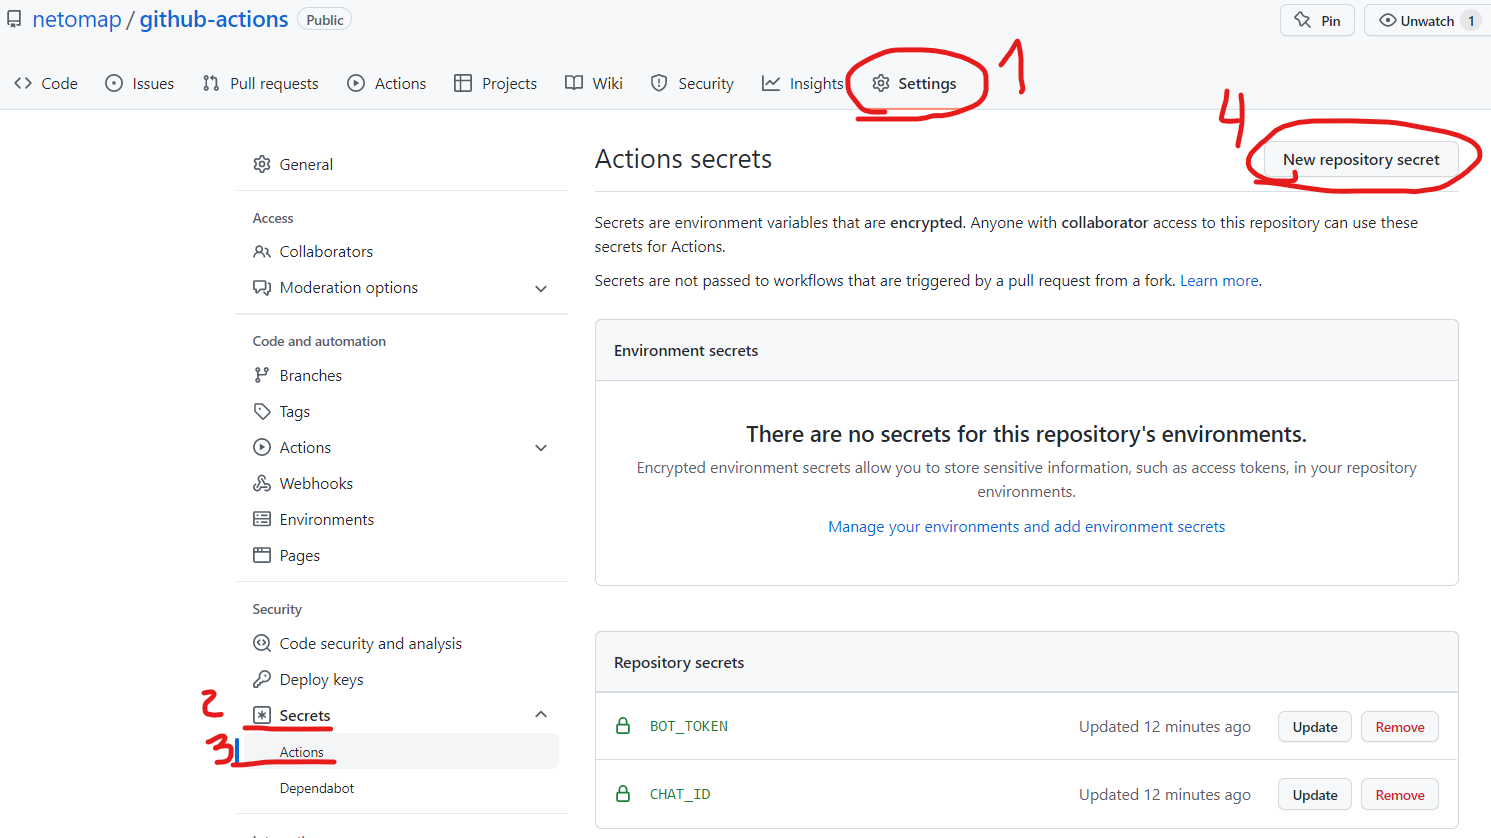 netomap / github-actions Public
Pin
Unwatch 1
Code Issues Pull requests Actions Projects Wiki Security Insights Settings
1
4
General
Access
Collaborators
Moderation options
Code and automation
Branches
Tags
Actions
Webhooks
Environments
Pages
Security
Code security and analysis
Deploy keys
2
Secrets
3
Actions
Dependabot
Actions secrets
New repository secret
Secrets are environment variables that are encrypted. Anyone with collaborator access to this repository can use these
secrets for Actions.
Secrets are not passed to workflows that are triggered by a pull request from a fork. Learn more.
Environment secrets
There are no secrets for this repository's environments.
Encrypted environment secrets allow you to store sensitive information, such as access tokens, in your repository
environments.
Manage your environments and add environment secrets
Repository secrets
BOT_TOKEN Updated 12 minutes ago Update Remove
CHAT_ID Updated 12 minutes ago Update Remove